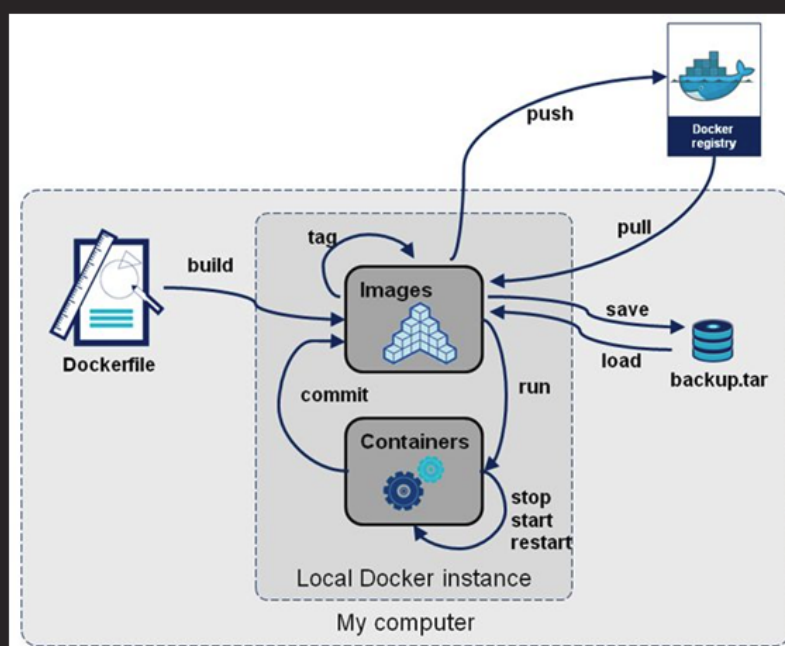 push
Docker
registry
tag
pull
build
Images
save
Dockerfile
load
backup.tar
commit
run
Containers
stop
start
restart
Local Docker instance
My computer